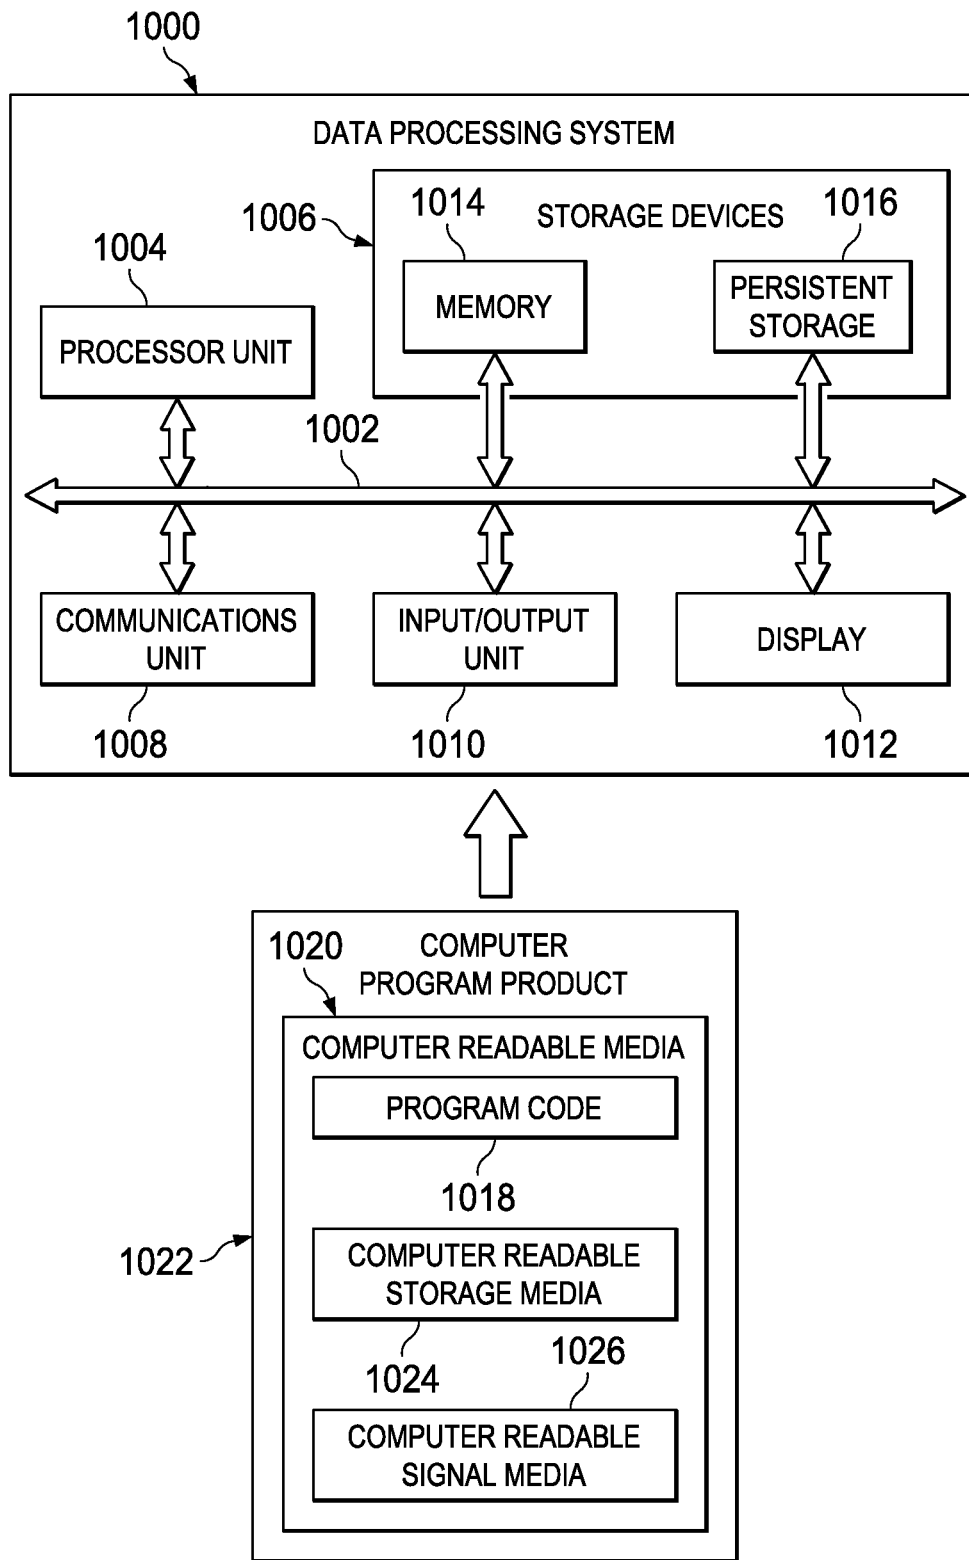 1000
DATA PROCESSING SYSTEM
1006
1014
STORAGE DEVICES
1016
1004
MEMORY
PERSISTENT
STORAGE
PROCESSOR UNIT
1002
COMMUNICATIONS
UNIT
INPUT/OUTPUT
UNIT
DISPLAY
1008
1010
1012
1020
COMPUTER
PROGRAM PRODUCT
COMPUTER READABLE MEDIA
PROGRAM CODE
1018
1022
COMPUTER READABLE
STORAGE MEDIA
1024
1026
COMPUTER READABLE
SIGNAL MEDIA